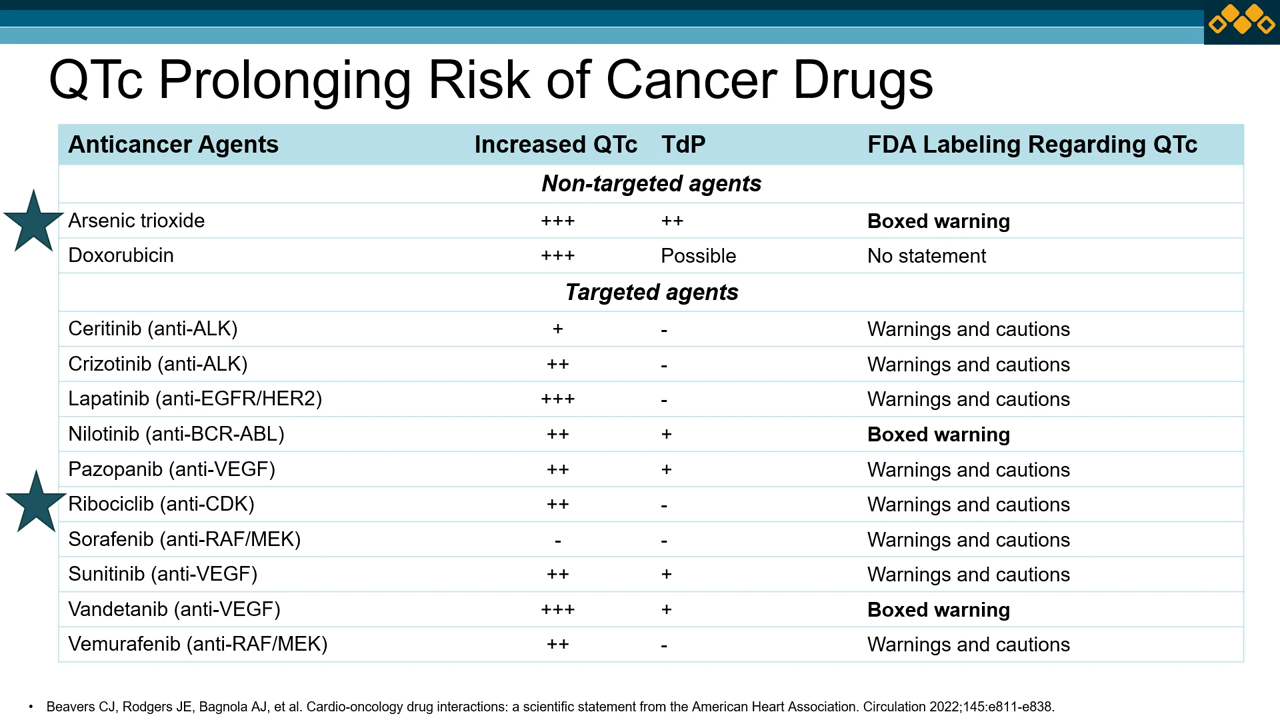 QTc Prolonging Risk of Cancer Drugs
Anticancer Agents Increased QTc TdP FDA Labeling Regarding QTc
Non-targeted agents
Arsenic trioxide +++ ++ Boxed warning
Doxorubicin +++ Possible No statement
Targeted agents
Ceritinib (anti-ALK) + - Warnings and cautions
Crizotinib (anti-ALK) ++ - Warnings and cautions
Lapatinib (anti-EGFR/HER2) +++ - Warnings and cautions
Nilotinib (anti-BCR-ABL) ++ + Boxed warning
Pazopanib (anti-VEGF) ++ + Warnings and cautions
Ribociclib (anti-CDK) ++ - Warnings and cautions
Sorafenib (anti-RAF/MEK) - - Warnings and cautions
Sunitinib (anti-VEGF) ++ + Warnings and cautions
Vandetanib (anti-VEGF) +++ + Boxed warning
Vemurafenib (anti-RAF/MEK) ++ - Warnings and cautions
• Beavers CJ, Rodgers JE, Bagnola AJ, et al. Cardio-oncology drug interactions: a scientific statement from the American Heart Association. Circulation 2022;145:e811-e838.